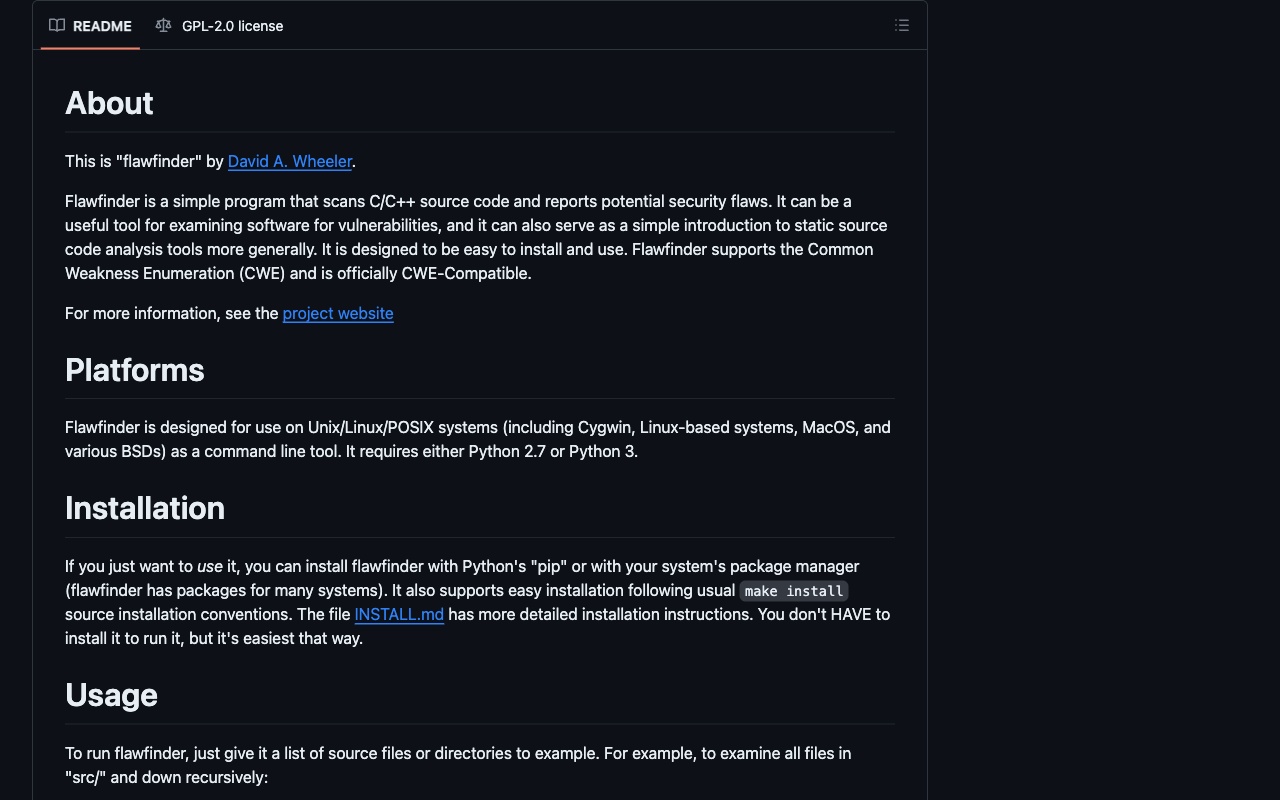 README
GPL-2.0 license
About
This is "flawfinder" by David A. Wheeler.
Flawfinder is a simple program that scans C/C++ source code and reports potential security flaws. It can be a
useful tool for examining software for vulnerabilities, and it can also serve as a simple introduction to static source
code analysis tools more generally. It is designed to be easy to install and use. Flawfinder supports the Common
Weakness Enumeration (CWE) and is officially CWE-Compatible.
For more information, see the project website
Platforms
Flawfinder is designed for use on Unix/Linux/POSIX systems (including Cygwin, Linux-based systems, MacOS, and
various BSDs) as a command line tool. It requires either Python 2.7 or Python 3.
Installation
If you just want to use it, you can install flawfinder with Python's "pip" or with your system's package manager
(flawfinder has packages for many systems). It also supports easy installation following usual make install
source installation conventions. The file INSTALL.md has more detailed installation instructions. You don't HAVE to
install it to run it, but it's easiest that way.
Usage
To run flawfinder, just give it a list of source files or directories to example. For example, to examine all files in
"src/" and down recursively: